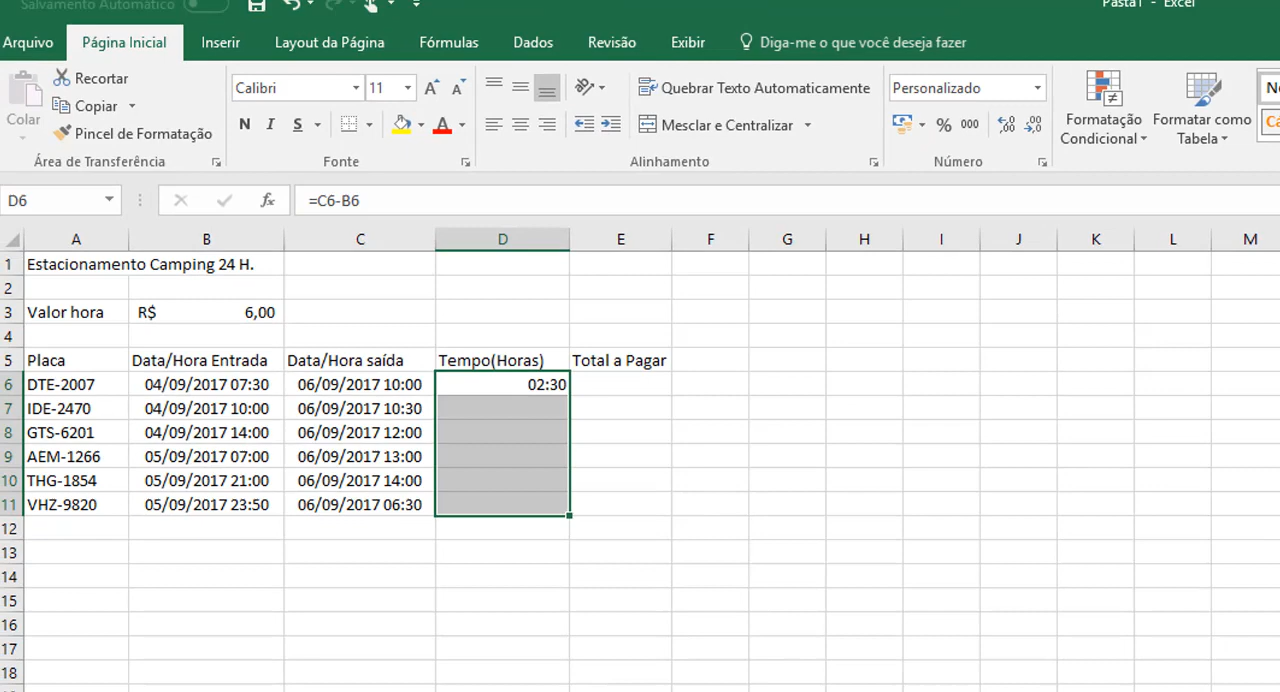 Salvamento Automático
Pasta1 - Excel
Arquivo Página Inicial Inserir Layout da Página Fórmulas Dados Revisão Exibir Diga-me o que você deseja fazer
Colar
Recortar
Copiar
Pincel de Formatação
Área de Transferência
Calibri 11
N I S
Fonte
Quebrar Texto Automaticamente
Mesclar e Centralizar
Alinhamento
Personalizado
% 000
Número
Formatação Condicional
Formatar como Tabela
D6 fx =C6-B6
A B C D E F G H I J K L M
1 Estacionamento Camping 24 H.
2
3 Valor hora R$ 6,00
4
5 Placa Data/Hora Entrada Data/Hora saída Tempo(Horas) Total a Pagar
6 DTE-2007 04/09/2017 07:30 06/09/2017 10:00 02:30
7 IDE-2470 04/09/2017 10:00 06/09/2017 10:30
8 GTS-6201 04/09/2017 14:00 06/09/2017 12:00
9 AEM-1266 05/09/2017 07:00 06/09/2017 13:00
10 THG-1854 05/09/2017 21:00 06/09/2017 14:00
11 VHZ-9820 05/09/2017 23:50 06/09/2017 06:30
12
13
14
15
16
17
18